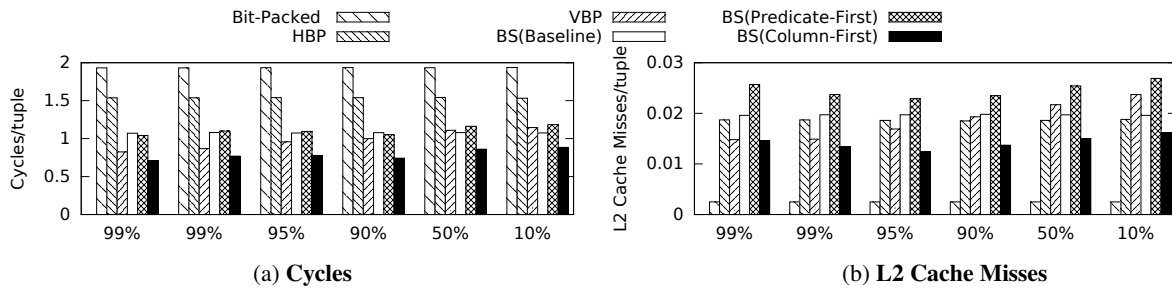 Bit-Packed VBP BS(Predicate-First)
HBP BS(Baseline) BS(Column-First)
Cycles/tuple
2
1.5
1
0.5
0
99% 99% 95% 90% 50% 10%
(a) Cycles
L2 Cache Misses/tuple
0.03
0.02
0.01
0
99% 99% 95% 90% 50% 10%
(b) L2 Cache Misses